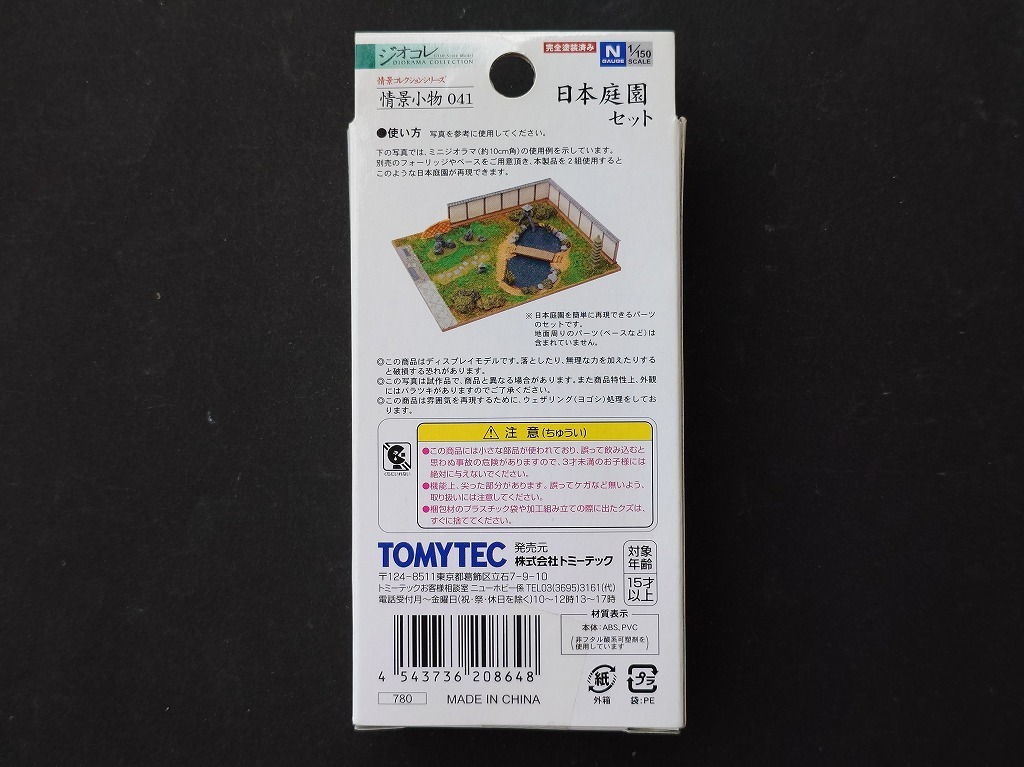 ジオコレ
DIORAMA COLLECTION
完全塗装済み
N
GAUGE
1/150
SCALE
情景コレクションシリーズ
情景小物 041
日本庭園
セット
●使い方 写真を参考に使用してください。
下の写真では、ミニジオラマ(約10cm角)の使用例を示しています。
別売のフォーリッジやベースをご用意頂き、本製品を2組使用すると
このような日本庭園が再現できます。
※日本庭園を簡単に再現できるパーツ
のセットです。
地面周りのパーツ(ベースなど)は
含まれていません。
◎この商品はディスプレイモデルです。落としたり、無理な力を加えたりする
と破損する恐れがあります。
◎この写真は試作品で、商品と異なる場合があります。また商品特性上、外観
にはバラツキがありますのでご了承ください。
◎この商品は雰囲気を再現するために、ウェザリング(ヨゴシ)処理をしてお
ります。
注意(ちゅうい)
●この商品には小さな部品が使われており、誤って飲み込むと
思わぬ事故の危険がありますので、3才未満のお子様には
絶対に与えないでください。
●機能上、尖った部分があります。誤ってケガなど無いよう、
取り扱いには注意してください。
●梱包材のプラスチック袋や加工組み立ての際に出たクズは、
すぐに捨ててください。
TOMYTEC
発売元
株式会社トミーテック
〒124-8511東京都葛飾区立石7-9-10
トミーテックお客様相談室 ニューホビー係 TEL03(3695)3161(代)
電話受付月〜金曜日(祝・祭・休日を除く)10〜12時13〜17時
対象
年齢
15才
以上
材質表示
本体:ABS、PVC
(非フタル酸系可塑剤を
使用しています)
4 543736 208648
780
MADE IN CHINA
紙
外箱
プラ
袋:PE